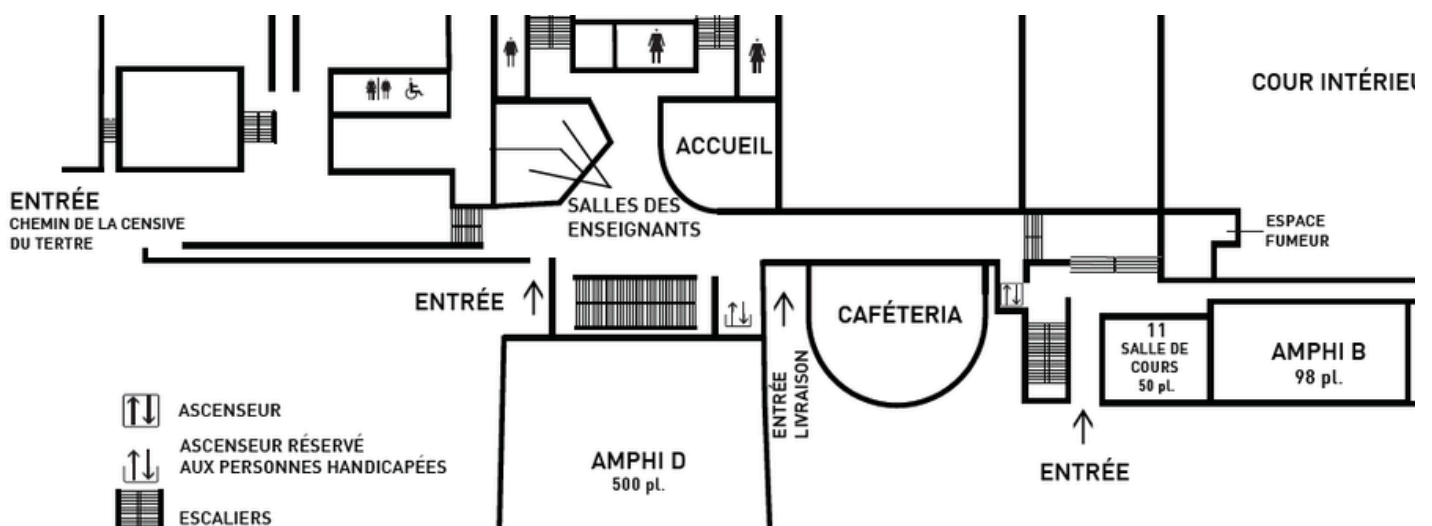 COUR INTÉRIEU
ACCUEIL
ENTRÉE
CHEMIN DE LA CENSIVE
DU TERTRE
SALLES DES
ENSEIGNANTS
ESPACE
FUMEUR
ENTRÉE
CAFÉTERIA
ENTRÉE
LIVRAISON
11
SALLE DE
COURS
50 pl.
AMPHI B
98 pl.
ASCENSEUR
ASCENSEUR RÉSERVÉ
AUX PERSONNES HANDICAPÉES
AMPHI D
500 pl.
ENTRÉE
ESCALIERS